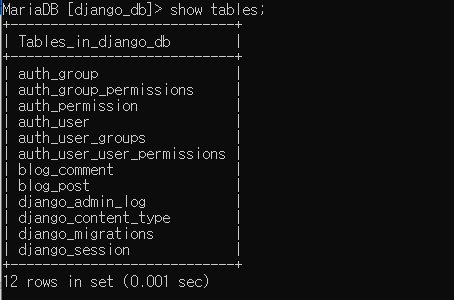 MariaDB [django_db]> show tables;
+----------------------------+
| Tables_in_django_db        |
+----------------------------+
| auth_group                 |
| auth_group_permissions     |
| auth_permission            |
| auth_user                  |
| auth_user_groups           |
| auth_user_user_permissions |
| blog_comment               |
| blog_post                  |
| django_admin_log           |
| django_content_type        |
| django_migrations          |
| django_session             |
+----------------------------+
12 rows in set (0.001 sec)